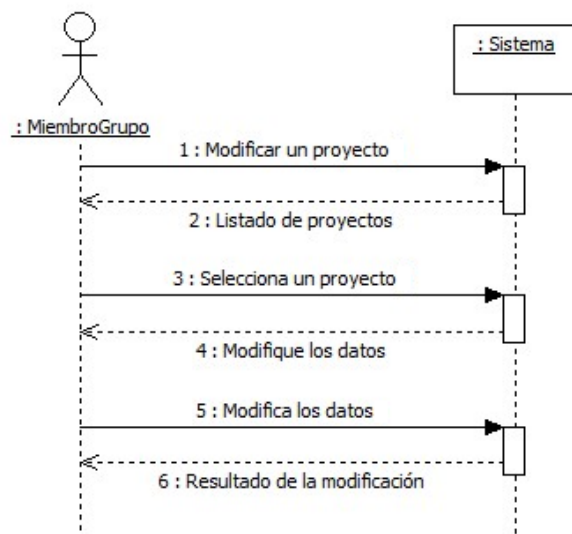 : Sistema
: MiembroGrupo
1 : Modificar un proyecto
2 : Listado de proyectos
3 : Selecciona un proyecto
4 : Modifique los datos
5 : Modifica los datos
6 : Resultado de la modificación